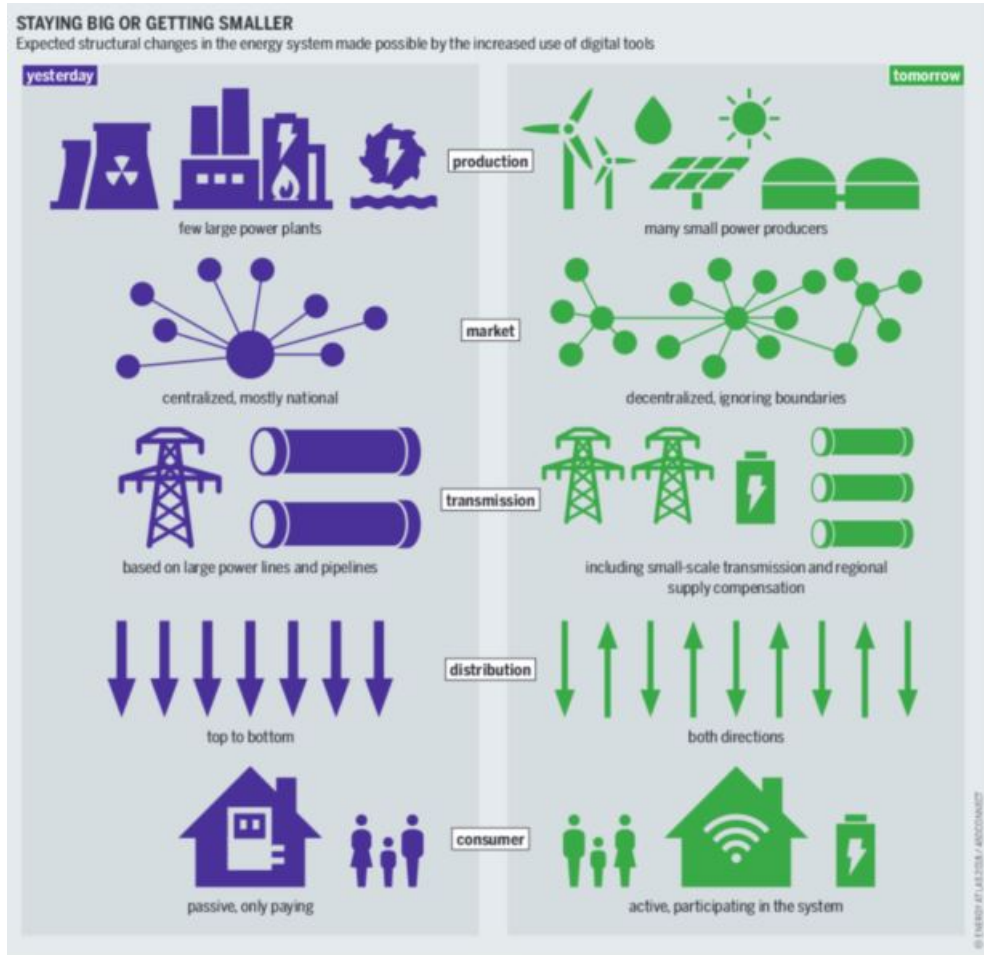 STAYING BIG OR GETTING SMALLER
Expected structural changes in the energy system made possible by the increased use of digital tools
yesterday
tomorrow
production
few large power plants
many small power producers
market
centralized, mostly national
decentralized, ignoring boundaries
transmission
based on large power lines and pipelines
including small-scale transmission and regional
supply compensation
distribution
top to bottom
both directions
consumer
passive, only paying
active, participating in the system
© ENERGY ATLAS 2018 /